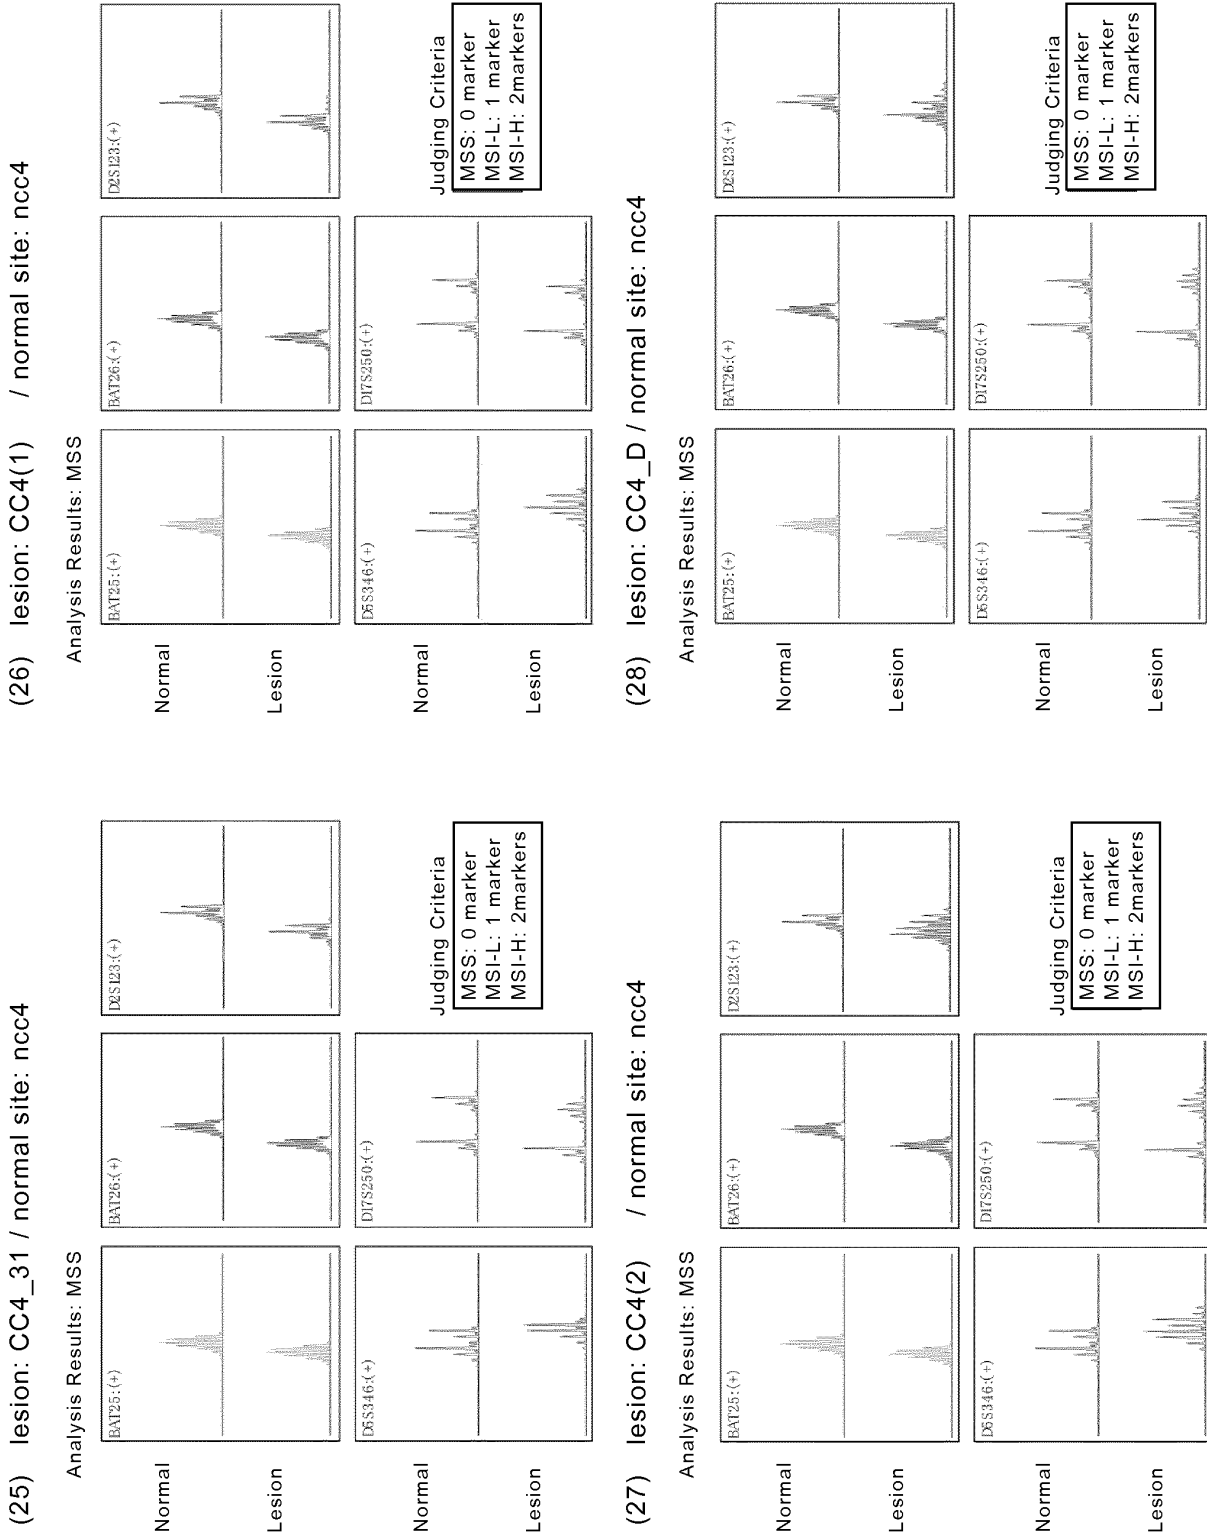 (25) lesion: CC4_31 / normal site: ncc4
Analysis Results: MSS
BAT25:(+)
BAT26:(+)
D2S123:(+)
Normal
Lesion
D5S346:(+)
D17S250:(+)
Normal
Lesion
Judging Criteria
MSS: 0 marker
MSI-L: 1 marker
MSI-H: 2markers
(26) lesion: CC4(1) / normal site: ncc4
Analysis Results: MSS
BAT25:(+)
BAT26:(+)
D2S123:(+)
Normal
Lesion
D5S346:(+)
D17S250:(+)
Normal
Lesion
Judging Criteria
MSS: 0 marker
MSI-L: 1 marker
MSI-H: 2markers
(27) lesion: CC4(2) / normal site: ncc4
Analysis Results: MSS
BAT25:(+)
BAT26:(+)
D2S123:(+)
Normal
Lesion
D5S346:(+)
D17S250:(+)
Normal
Lesion
Judging Criteria
MSS: 0 marker
MSI-L: 1 marker
MSI-H: 2markers
(28) lesion: CC4_D / normal site: ncc4
Analysis Results: MSS
BAT25:(+)
BAT26:(+)
D2S123:(+)
Normal
Lesion
D5S346:(+)
D17S250:(+)
Normal
Lesion
Judging Criteria
MSS: 0 marker
MSI-L: 1 marker
MSI-H: 2markers